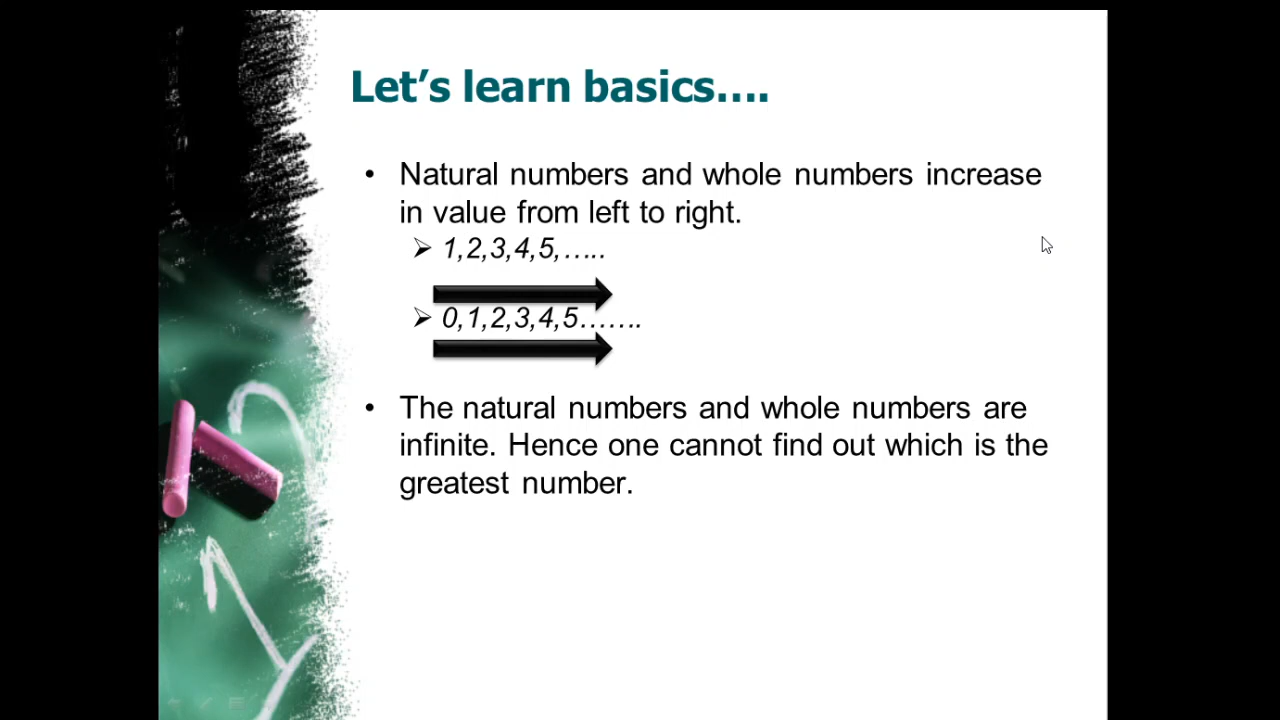 Let’s learn basics….
• Natural numbers and whole numbers increase
in value from left to right.
➢ 1,2,3,4,5,…..
➢ 0,1,2,3,4,5…….
• The natural numbers and whole numbers are
infinite. Hence one cannot find out which is the
greatest number.